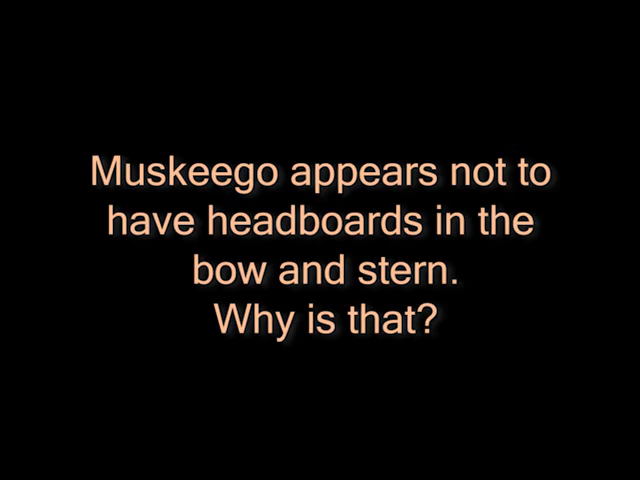 Muskeego appears not to
have headboards in the
bow and stern.
Why is that?